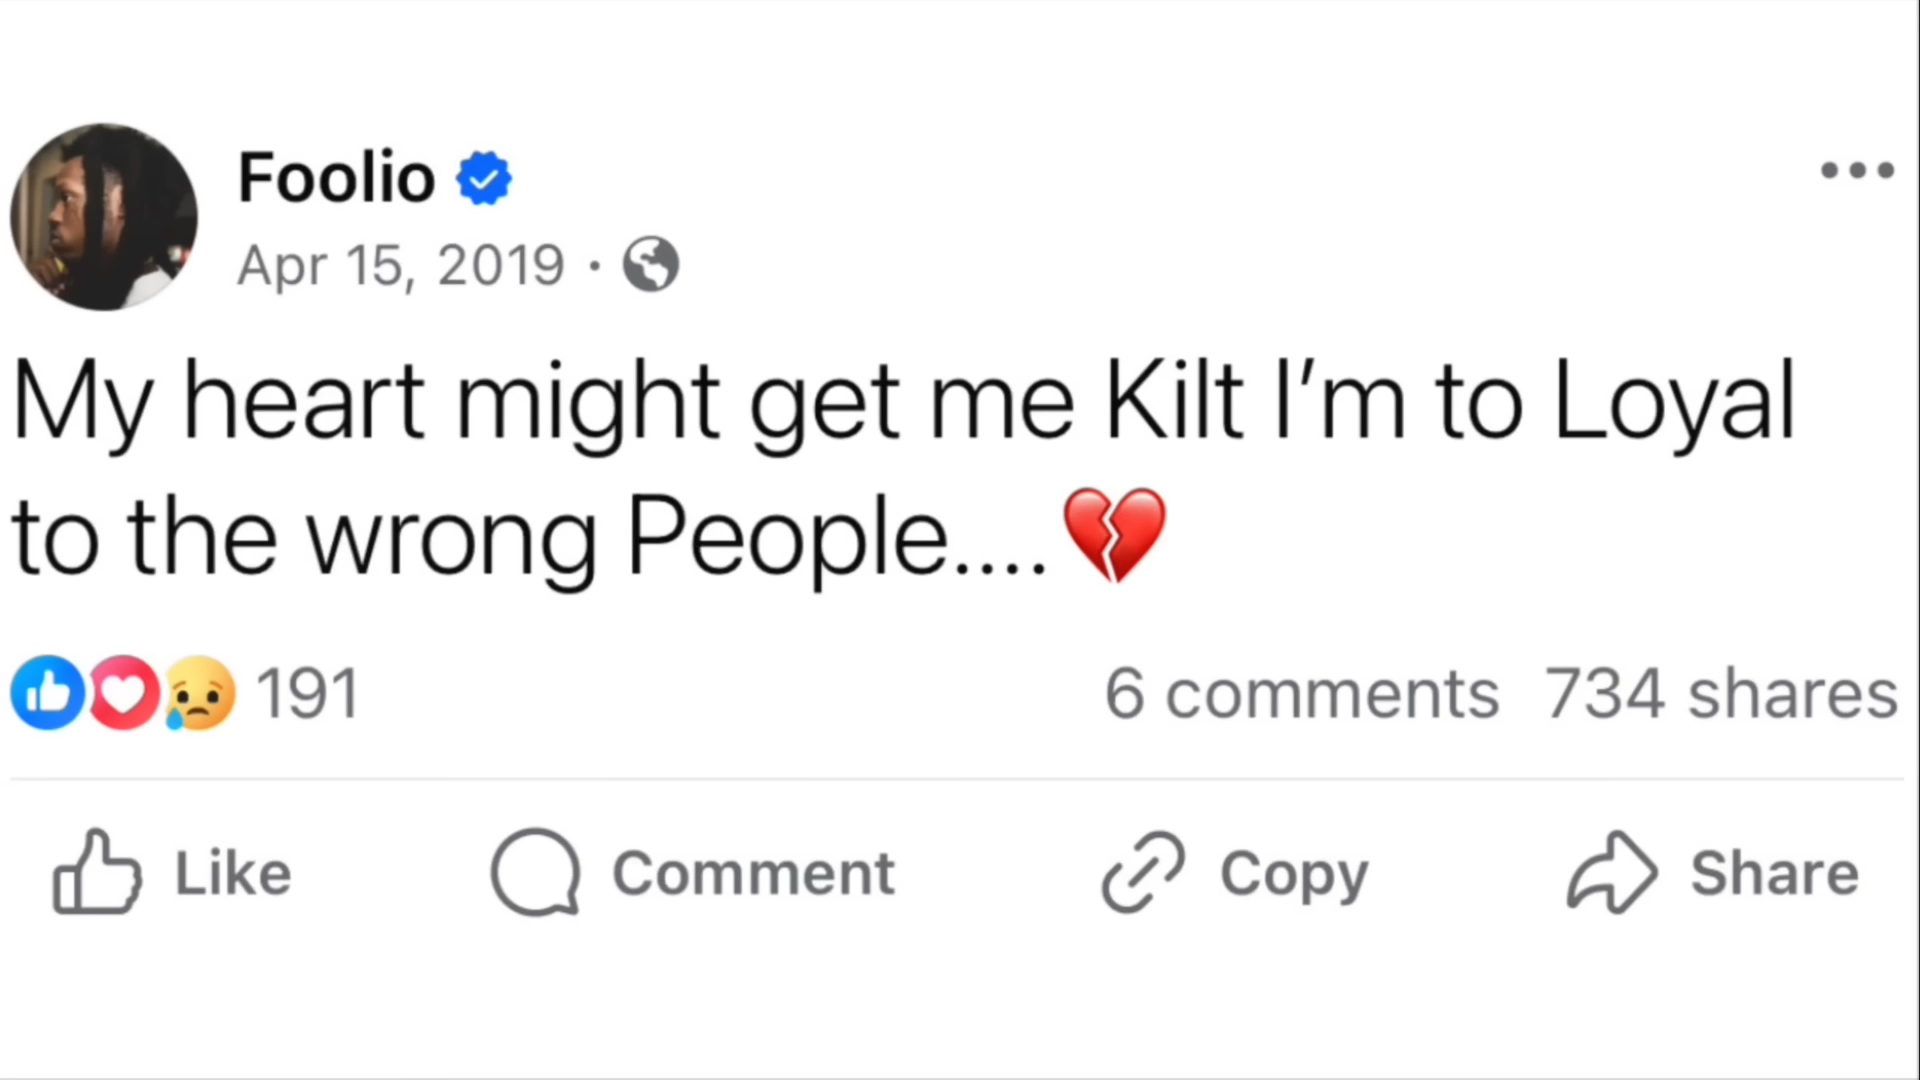 Foolio
Apr 15, 2019 ·
My heart might get me Kilt I'm to Loyal
to the wrong People....💔
191 6 comments 734 shares
Like Comment Copy Share